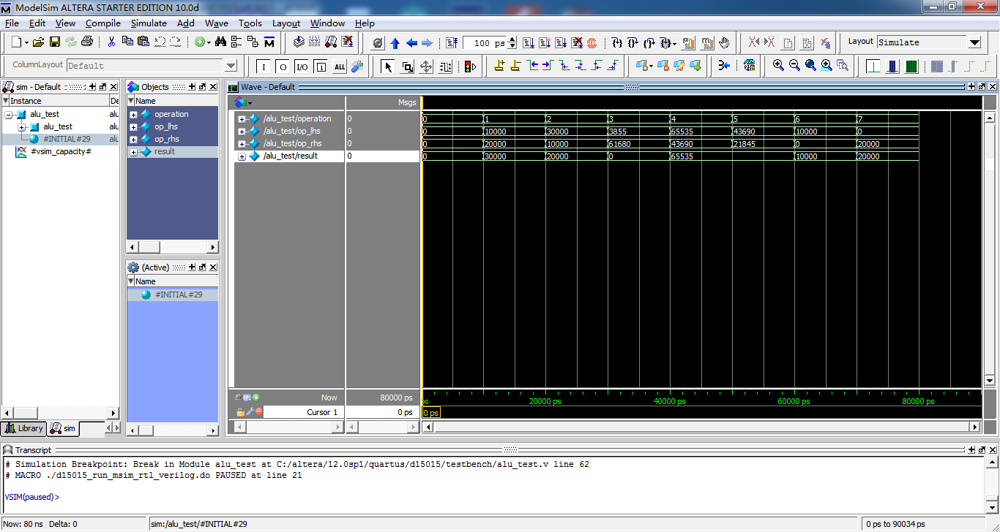 ModelSim ALTERA STARTER EDITION 10.0d
File Edit View Compile Simulate Add Wave Tools Layout Window Help
100 ps
Layout Simulate
ColumnLayout Default
I O I/O ALL
sim - Default
Instance De
alu_test alu
alu_test alu
#INITIAL#29 alu
#vsim_capacity#
Library sim
Objects
Name
operation
op_lhs
op_rhs
result
(Active)
Name
#INITIAL#29
Wave - Default
Msgs
/alu_test/operation 0 0 1 2 3 4 5 6 7
/alu_test/op_lhs 0 0 10000 30000 3855 65535 43690 10000 0
/alu_test/op_rhs 0 0 20000 10000 61680 43690 21845 0 20000
/alu_test/result 0 0 30000 20000 0 65535 10000 20000
Now 80000 ps ps 20000 ps 40000 ps 60000 ps 80000 ps
Cursor 1 0 ps 0 ps
Transcript
# Simulation Breakpoint: Break in Module alu_test at C:/altera/12.0sp1/quartus/d15015/testbench/alu_test.v line 62
# MACRO ./d15015_run_msim_rtl_verilog.do PAUSED at line 21
VSIM(paused)>
Now: 80 ns Delta: 0 sim:/alu_test/#INITIAL#29 0 ps to 90034 ps